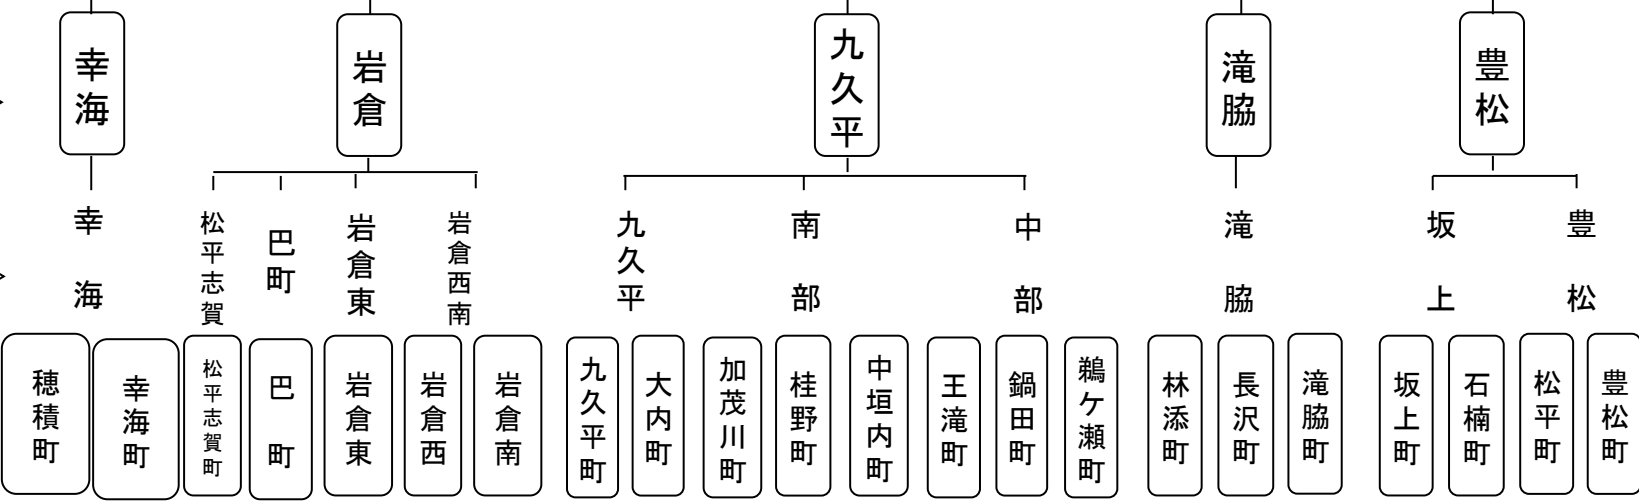 幸海
岩倉
九久平
滝脇
豊松
幸海
松平志賀
巴町
岩倉東
岩倉西南
九久平
南部
中部
滝脇
坂上
豊松
穂積町
幸海町
松平志賀町
巴町
岩倉東
岩倉西
岩倉南
九久平町
大内町
加茂川町
桂野町
中垣内町
王滝町
鍋田町
鵜ケ瀬町
林添町
長沢町
滝脇町
坂上町
石楠町
松平町
豊松町